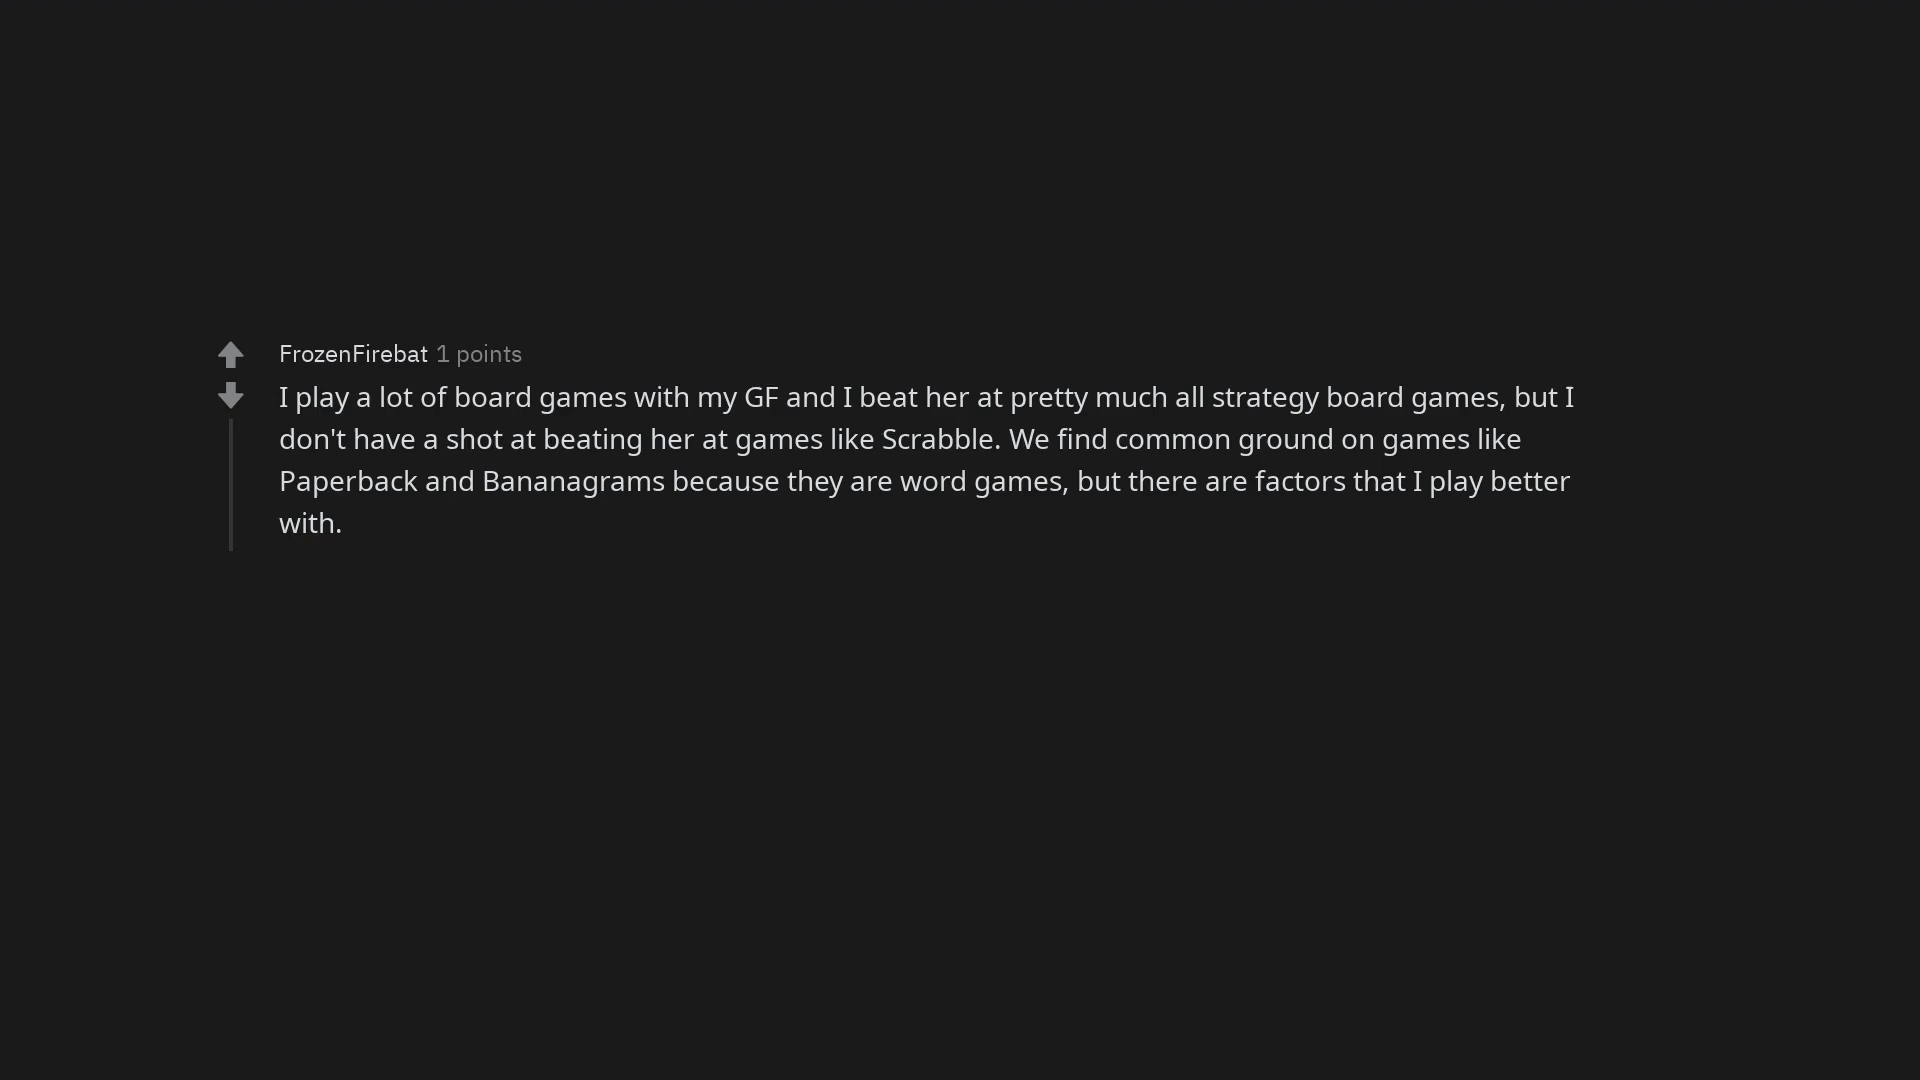 FrozenFirebat 1 points
I play a lot of board games with my GF and I beat her at pretty much all strategy board games, but I
don't have a shot at beating her at games like Scrabble. We find common ground on games like
Paperback and Bananagrams because they are word games, but there are factors that I play better
with.